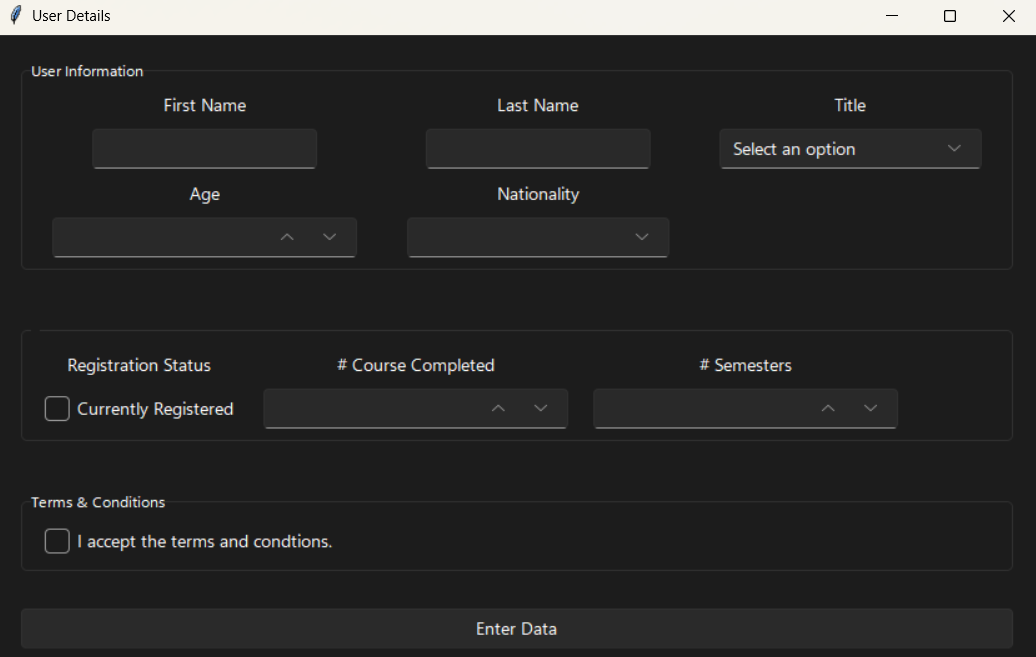 User Details
User Information
First Name Last Name Title
Select an option
Age Nationality
Registration Status # Course Completed # Semesters
Currently Registered
Terms & Conditions
I accept the terms and condtions.
Enter Data